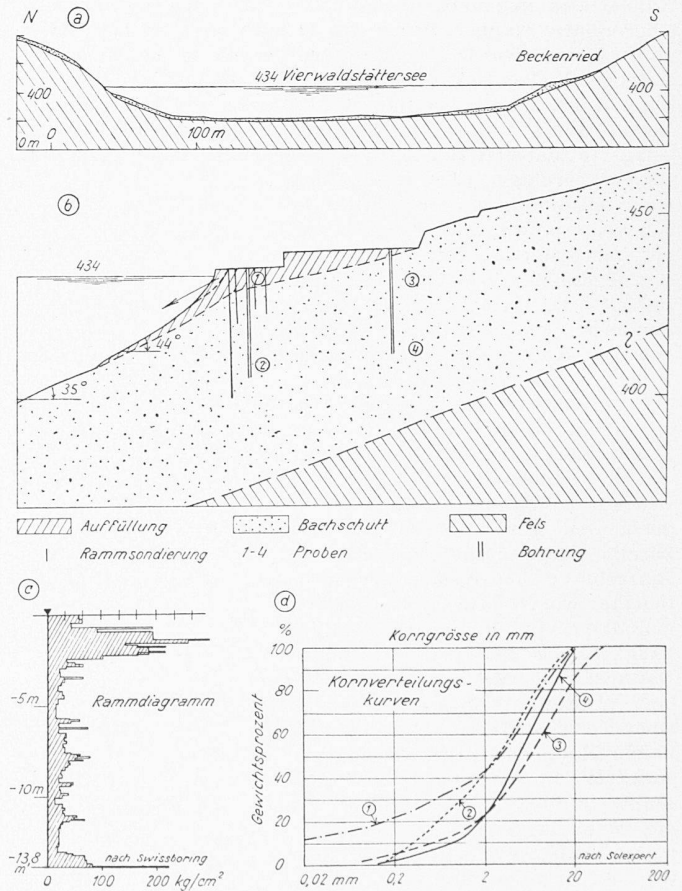 N
a
S
434 Vierwaldstättersee
Beckenried
400
400
0 m
0
100 m
b
450
434
1
3
2
4
44°
35°
?
400
Auffüllung
Bachschutt
Fels
Rammsondierung
1-4 Proben
Bohrung
c
d
%
Korngrösse in mm
100
Kornverteilungs-
kurven
80
60
40
20
0
Gewichtsprozent
1
2
3
4
-5m
Rammdiagramm
-10m
-13,8
m
nach Swissboring
nach Solexpert
0 100 200 kg/cm²
0,02 mm 0,2 2 20 200